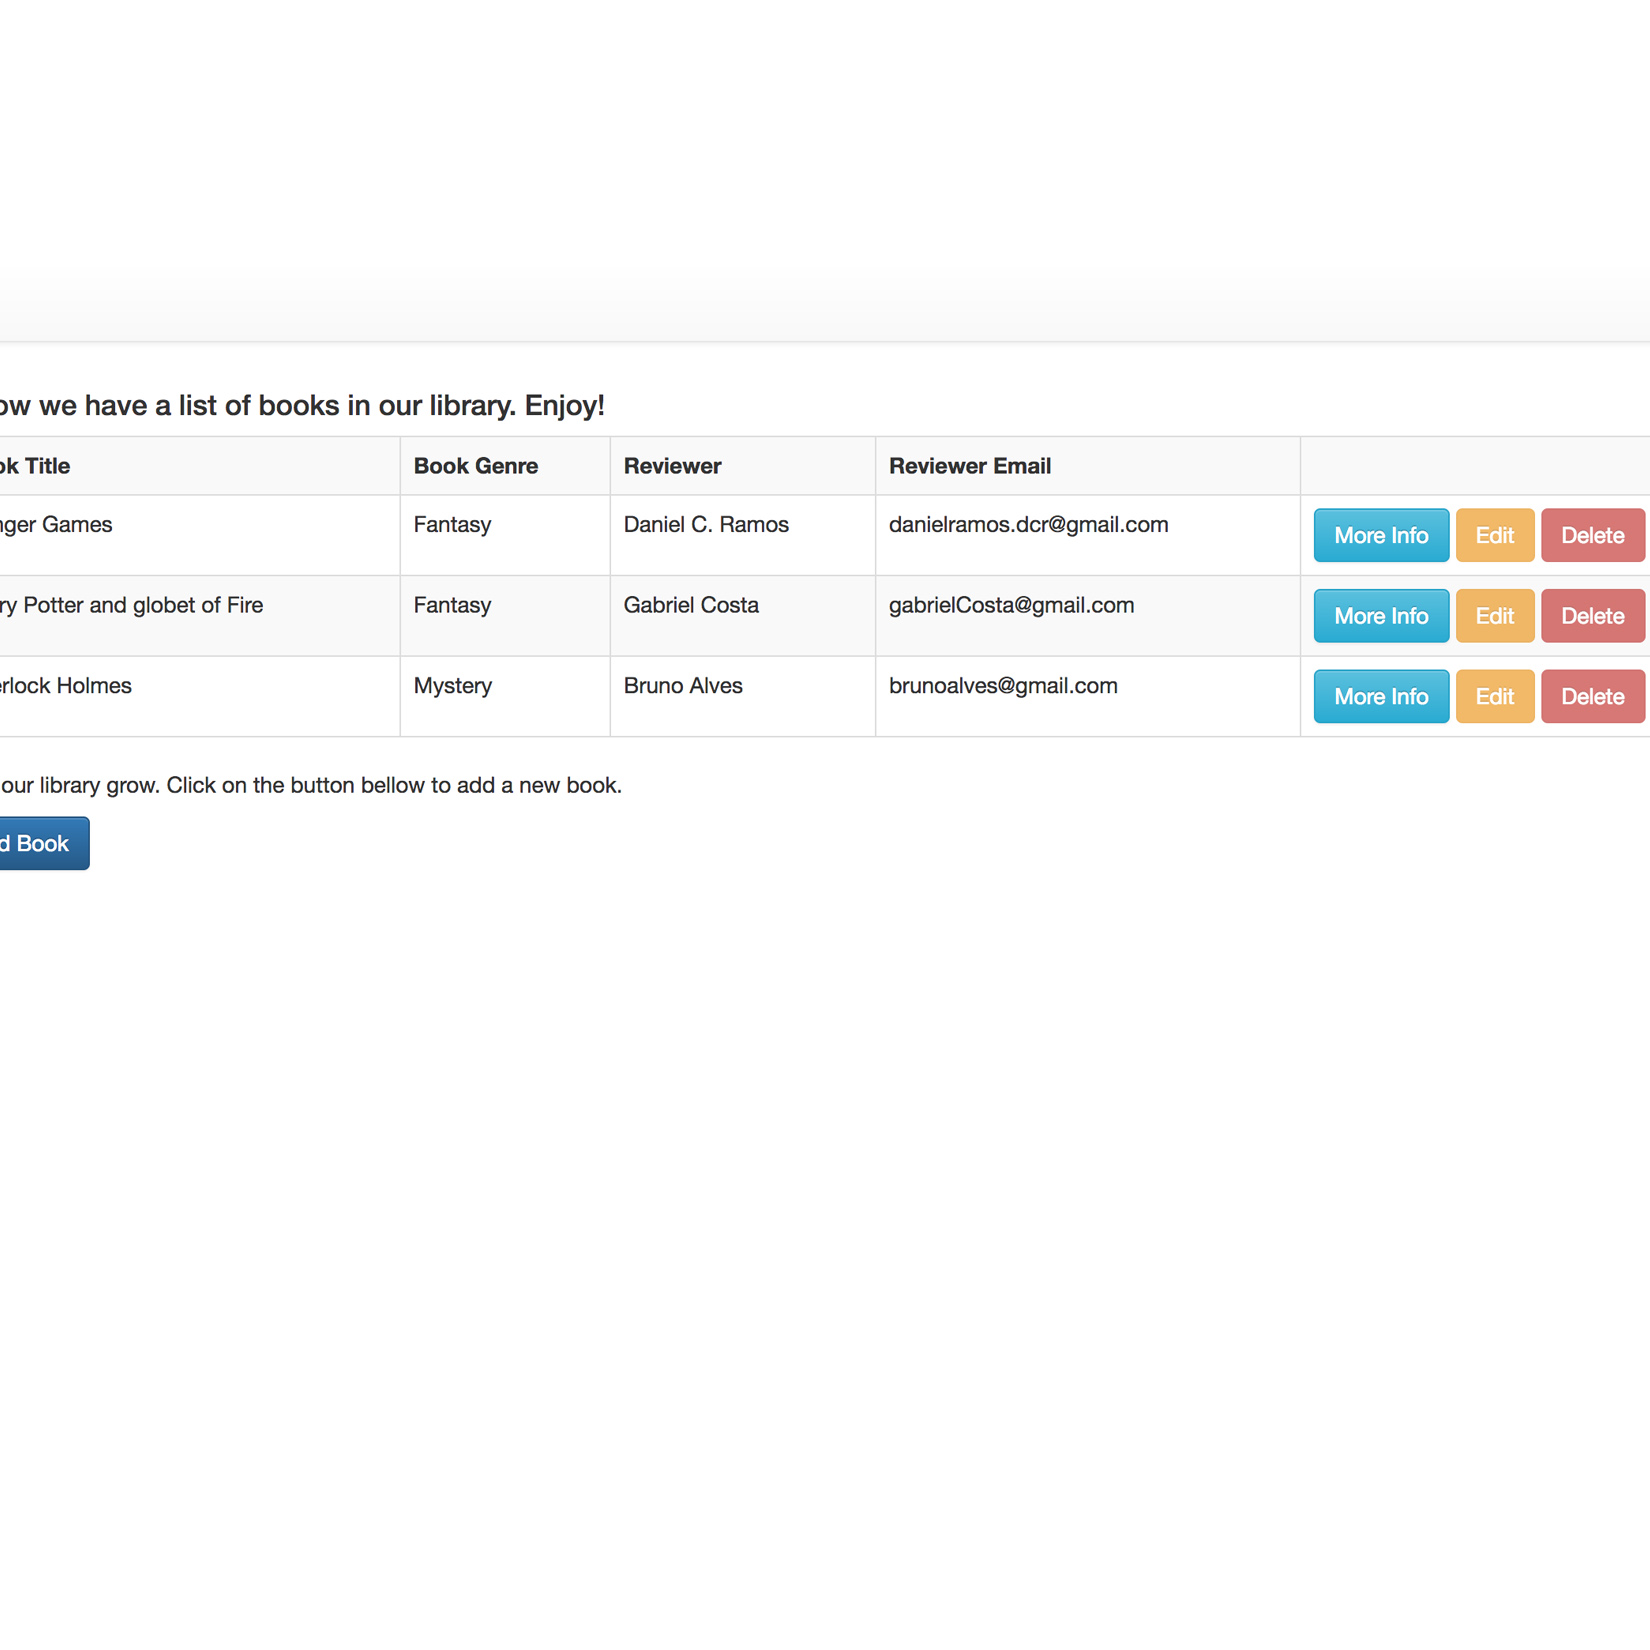 ow we have a list of books in our library. Enjoy!
ok Title Book Genre Reviewer Reviewer Email
nger Games Fantasy Daniel C. Ramos danielramos.dcr@gmail.com More Info Edit Delete
ry Potter and globet of Fire Fantasy Gabriel Costa gabrielCosta@gmail.com More Info Edit Delete
erlock Holmes Mystery Bruno Alves brunoalves@gmail.com More Info Edit Delete
our library grow. Click on the button bellow to add a new book.
d Book